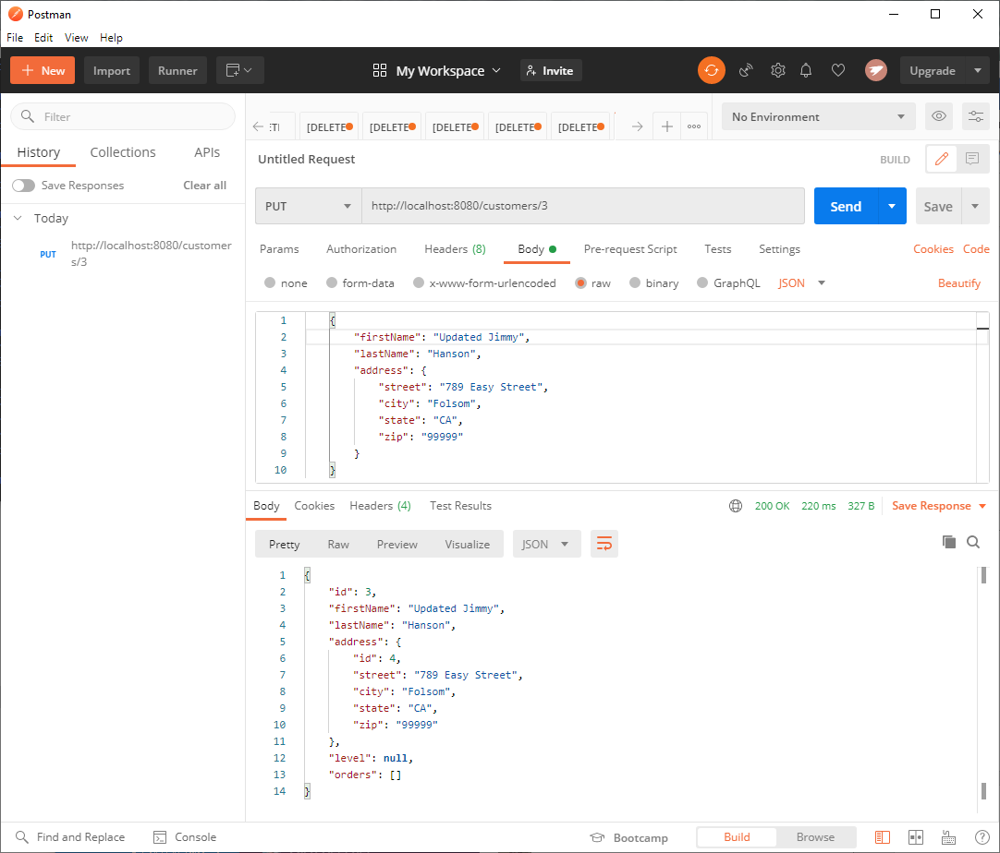 Postman
File Edit View Help
New Import Runner My Workspace Invite Upgrade
Filter
History Collections APIs
Save Responses Clear all
Today
PUT http://localhost:8080/customer
s/3
[DELETE [DELETE [DELETE [DELETE [DELETE
No Environment
Untitled Request BUILD
PUT http://localhost:8080/customers/3 Send Save
Params Authorization Headers (8) Body Pre-request Script Tests Settings Cookies Code
none form-data x-www-form-urlencoded raw binary GraphQL JSON Beautify
1 {
2 "firstName": "Updated Jimmy",
3 "lastName": "Hanson",
4 "address": {
5 "street": "789 Easy Street",
6 "city": "Folsom",
7 "state": "CA",
8 "zip": "99999"
9 }
10 }
Body Cookies Headers (4) Test Results 200 OK 220 ms 327 B Save Response
Pretty Raw Preview Visualize JSON
1 {
2 "id": 3,
3 "firstName": "Updated Jimmy",
4 "lastName": "Hanson",
5 "address": {
6 "id": 4,
7 "street": "789 Easy Street",
8 "city": "Folsom",
9 "state": "CA",
10 "zip": "99999"
11 },
12 "level": null,
13 "orders": []
14 }
Find and Replace Console Bootcamp Build Browse